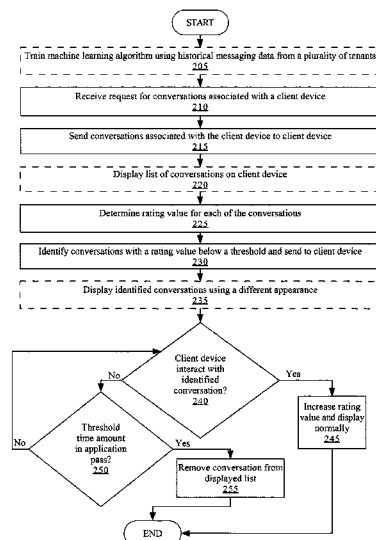 START
Train machine learning algorithm using historical messaging data from a plurality of tenants
205
Receive request for conversations associated with a client device
210
Send conversations associated with the client device to client device
215
Display list of conversations on client device
220
Determine rating value for each of the conversations
225
Identify conversations with a rating value below a threshold and send to client device
230
Display identified conversations using a different appearance
235
Client device
interact with
identified
conversation?
240
No
Yes
Increase rating
value and display
normally
245
Threshold
time amount
in application
pass?
250
No
Yes
Remove conversation from
displayed list
255
END